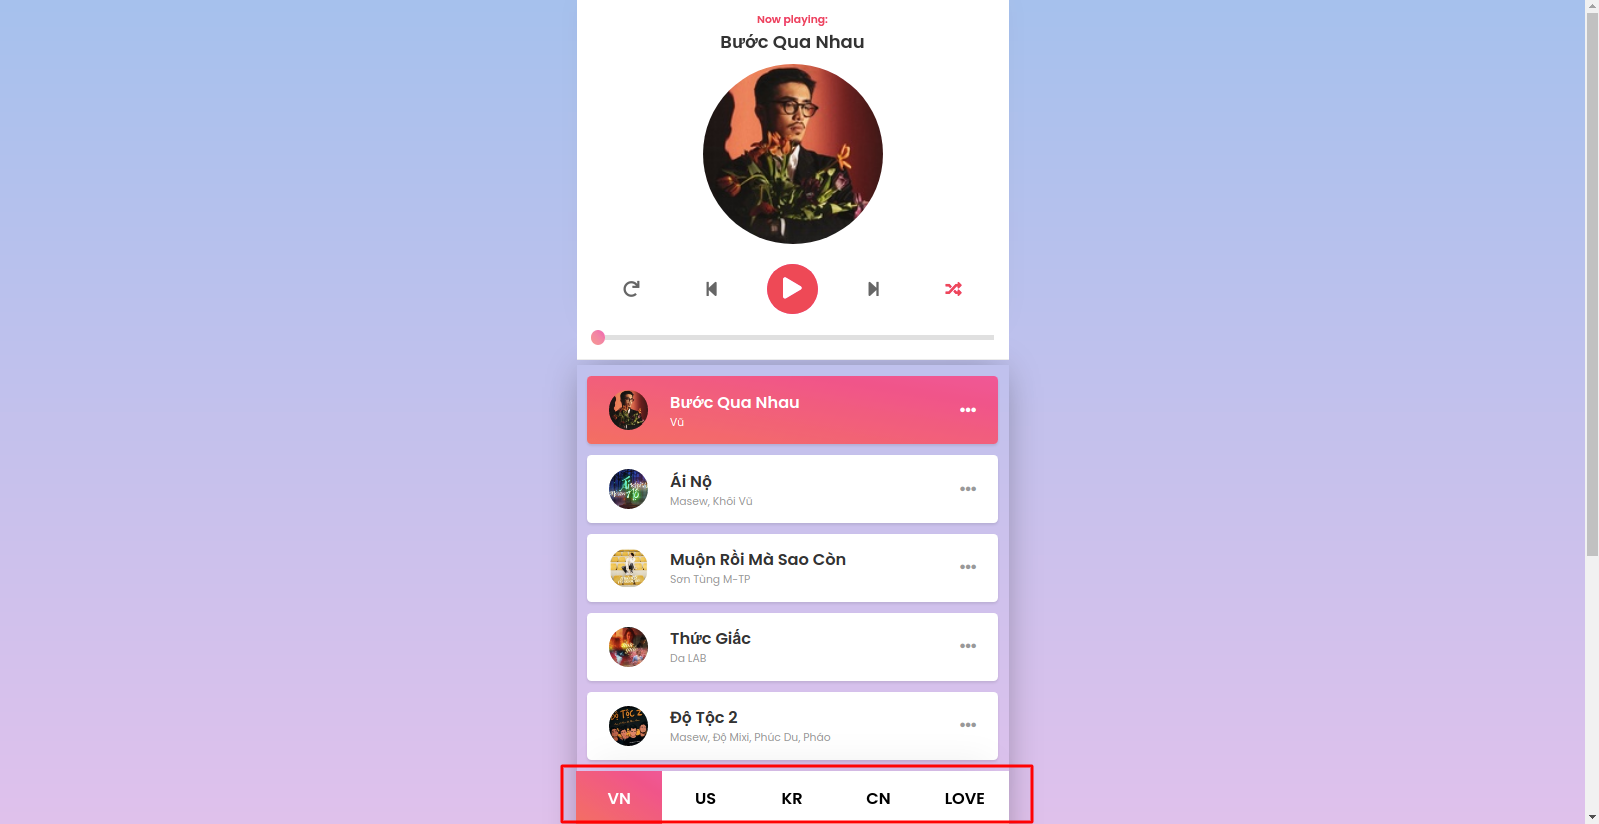 Now playing:
Bước Qua Nhau
Bước Qua Nhau
Vũ
Ái Nộ
Masew, Khôi Vũ
Muộn Rồi Mà Sao Còn
Sơn Tùng M-TP
Thức Giấc
Da LAB
Độ Tộc 2
Masew, Độ Mixi, Phúc Du, Pháo
VN US KR CN LOVE